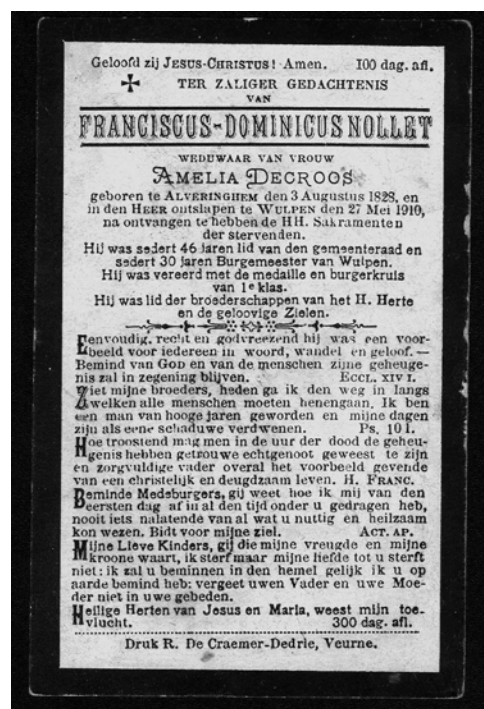 Geloofd zij JESUS-CHRISTUS! Amen. 100 dag. afl.
TER ZALIGER GEDACHTENIS
VAN
FRANCISCUS-DOMINICUS NOLLET
WEDUWAAR VAN VROUW
AMELIA DECROOS
geboren te ALVERINGHEM den 3 Augustus 1828, en
in den HEER ontslapen te WULPEN den 27 Mei 1910,
na ontvangen te hebben de HH. Sakramenten
der stervenden.
Hij was sedert 46 jaren lid van den gemeenteraad en
sedert 30 jaren Burgemeester van Wulpen.
Hij was vereerd met de medaille en burgerkruis
van 1e klas.
Hij was lid der broederschappen van het H. Herte
en de geloovige Zielen.
Eenvoudig, recht en godvreezend hij was een voor-
beeld voor iedereen in woord, wandel en geloof. —
Bemind van GOD en van de menschen zijne geheuge-
nis zal in zegening blijven. ECCL. XIV I.
Ziet mijne broeders, heden ga ik den weg in langs
welken alle menschen moeten henengaan. Ik ben
een man van hooge jaren geworden en mijne dagen
zijn als eene schaduwe verdwenen. Ps. 101.
Hoe troostend mag men in de uur der dood de geheu-
genis hebben getrouwe echtgenoot geweest te zijn
en zorgvuldige vader overal het voorbeeld gevende
van een christelijk en deugdzaam leven. H. FRANC.
Beminde Medeburgers, gij weet hoe ik mij van den
eersten dag af in al den tijd onder u gedragen heb,
nooit iets nalatende van al wat u nuttig en heilzaam
kon wezen. Bidt voor mijne ziel. ACT. AP.
Mijne Lieve Kinders, gij die mijne vreugde en mijne
kroone waart, ik sterf maar mijne liefde tot u sterft
niet: ik zal u beminnen in den hemel gelijk ik u op
aarde bemind heb: vergeet uwen Vader en uwe Moe-
der niet in uwe gebeden.
Heilige Herten van Jesus en Maria, weest mijn toe-
vlucht. 300 dag. afl.
Druk R. De Craemer-Dedrie, Veurne.